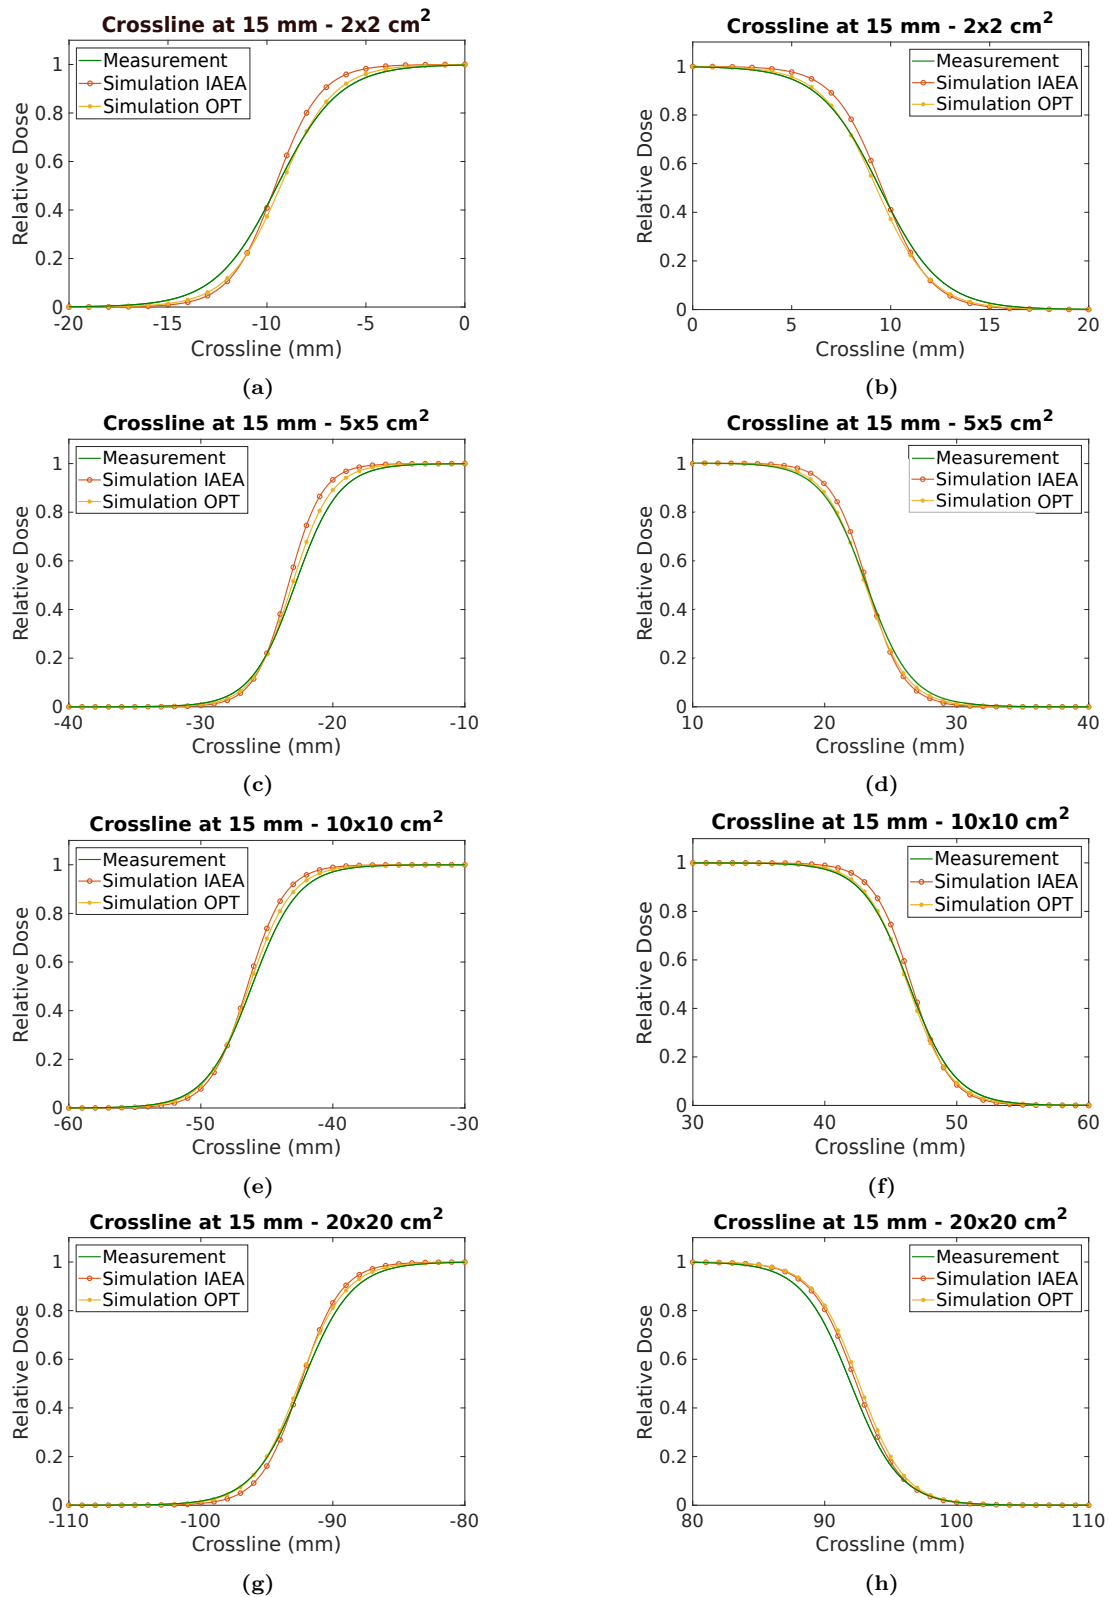 Crossline at 15 mm - 2x2 cm²
Measurement
Simulation IAEA
Simulation OPT
Relative Dose
1
0.8
0.6
0.4
0.2
0
-20 -15 -10 -5 0
Crossline (mm)
(a)
Crossline at 15 mm - 2x2 cm²
Measurement
Simulation IAEA
Simulation OPT
Relative Dose
1
0.8
0.6
0.4
0.2
0
0 5 10 15 20
Crossline (mm)
(b)
Crossline at 15 mm - 5x5 cm²
Measurement
Simulation IAEA
Simulation OPT
Relative Dose
1
0.8
0.6
0.4
0.2
0
-40 -30 -20 -10
Crossline (mm)
(c)
Crossline at 15 mm - 5x5 cm²
Measurement
Simulation IAEA
Simulation OPT
Relative Dose
1
0.8
0.6
0.4
0.2
0
10 20 30 40
Crossline (mm)
(d)
Crossline at 15 mm - 10x10 cm²
Measurement
Simulation IAEA
Simulation OPT
Relative Dose
1
0.8
0.6
0.4
0.2
0
-60 -50 -40 -30
Crossline (mm)
(e)
Crossline at 15 mm - 10x10 cm²
Measurement
Simulation IAEA
Simulation OPT
Relative Dose
1
0.8
0.6
0.4
0.2
0
30 40 50 60
Crossline (mm)
(f)
Crossline at 15 mm - 20x20 cm²
Measurement
Simulation IAEA
Simulation OPT
Relative Dose
1
0.8
0.6
0.4
0.2
0
-110 -100 -90 -80
Crossline (mm)
(g)
Crossline at 15 mm - 20x20 cm²
Measurement
Simulation IAEA
Simulation OPT
Relative Dose
1
0.8
0.6
0.4
0.2
0
80 90 100 110
Crossline (mm)
(h)